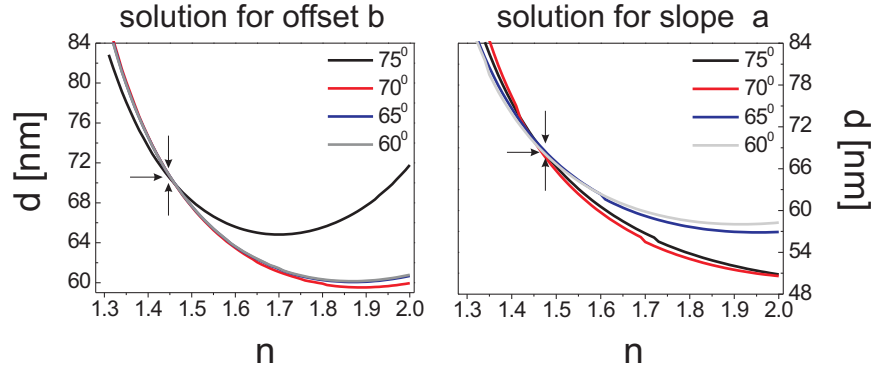 solution for offset b
solution for slope a
84
80
76
72
68
64
60
d [nm]
75⁰
70⁰
65⁰
60⁰
1.3 1.4 1.5 1.6 1.7 1.8 1.9 2.0
n
75⁰
70⁰
65⁰
60⁰
84
78
72
66
60
54
48
d [nm]
1.3 1.4 1.5 1.6 1.7 1.8 1.9 2.0
n